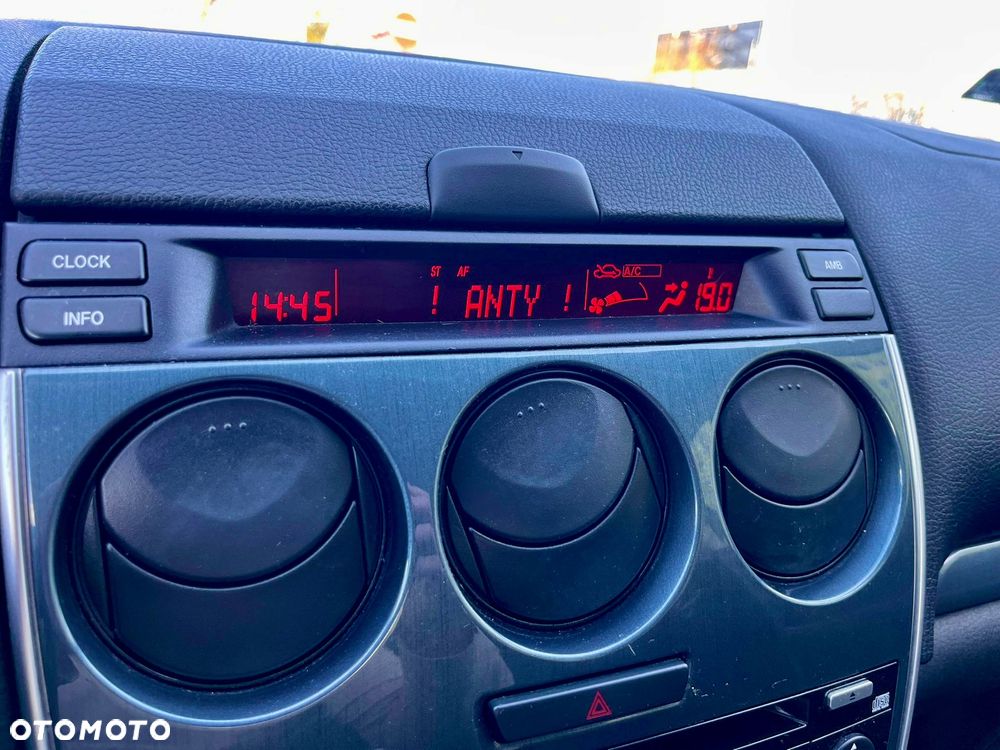 CLOCK
INFO
14:45
ST AF
! ANTY !
A/C
19.0
AMB
OTOMOTO